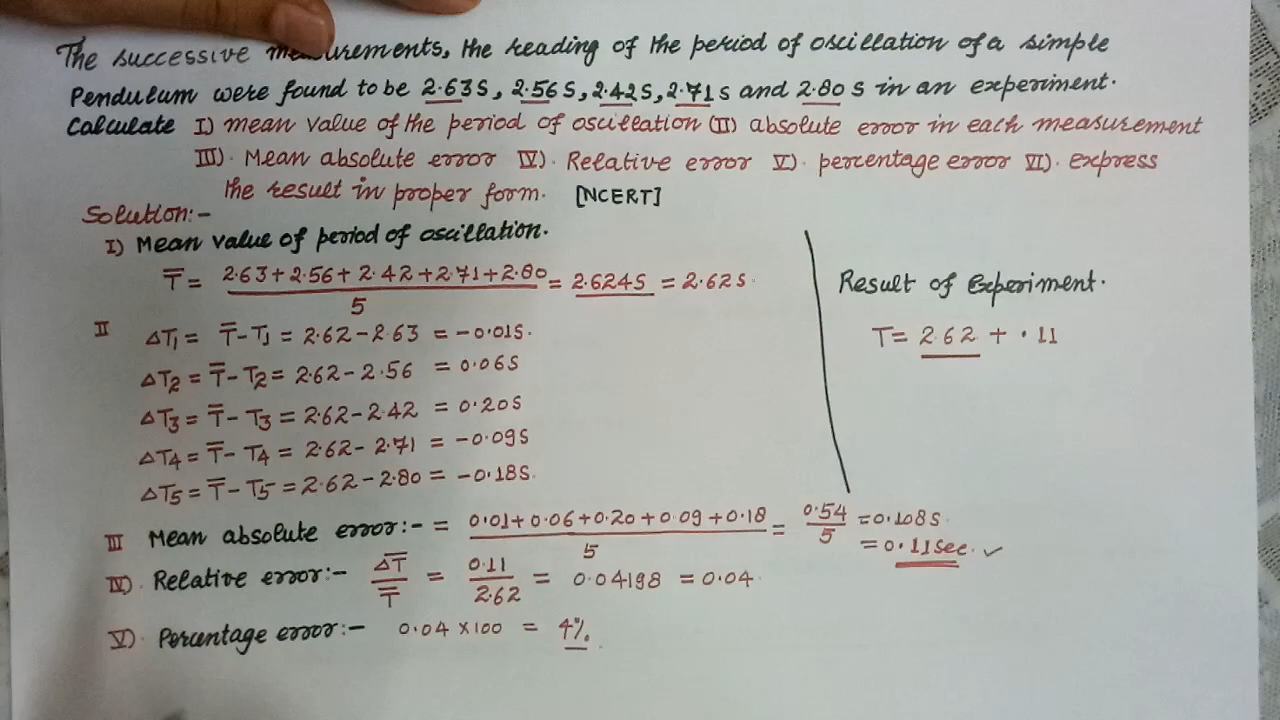 The successive measurements, the reading of the period of oscillation of a simple
Pendulum were found to be 2.63s, 2.56s, 2.42s, 2.71s and 2.80s in an experiment.
Calculate I) mean value of the period of oscillation (II) absolute error in each measurement
III). Mean absolute error IV). Relative error V). percentage error VI). express
the result in proper form. [NCERT]
Solution:-
I) Mean value of period of oscillation.
T̅ = 2.63+2.56+2.42+2.71+2.80 / 5 = 2.624s = 2.62s.
II ΔT1 = T̅-T1 = 2.62-2.63 = -0.01s.
ΔT2 = T̅-T2 = 2.62-2.56 = 0.06s
ΔT3 = T̅-T3 = 2.62-2.42 = 0.20s
ΔT4 = T̅-T4 = 2.62-2.71 = -0.09s
ΔT5 = T̅-T5 = 2.62-2.80 = -0.18s.
III Mean absolute error:- = 0.01+0.06+0.20+0.09+0.18 / 5 = 0.54/5 = 0.108s.
= 0.11sec. ✓
IV). Relative error:- ΔT̅/T̅ = 0.11/2.62 = 0.04198 = 0.04.
V). Percentage error:- 0.04 x100 = 4%.
Result of Experiment.
T= 2.62 + .11